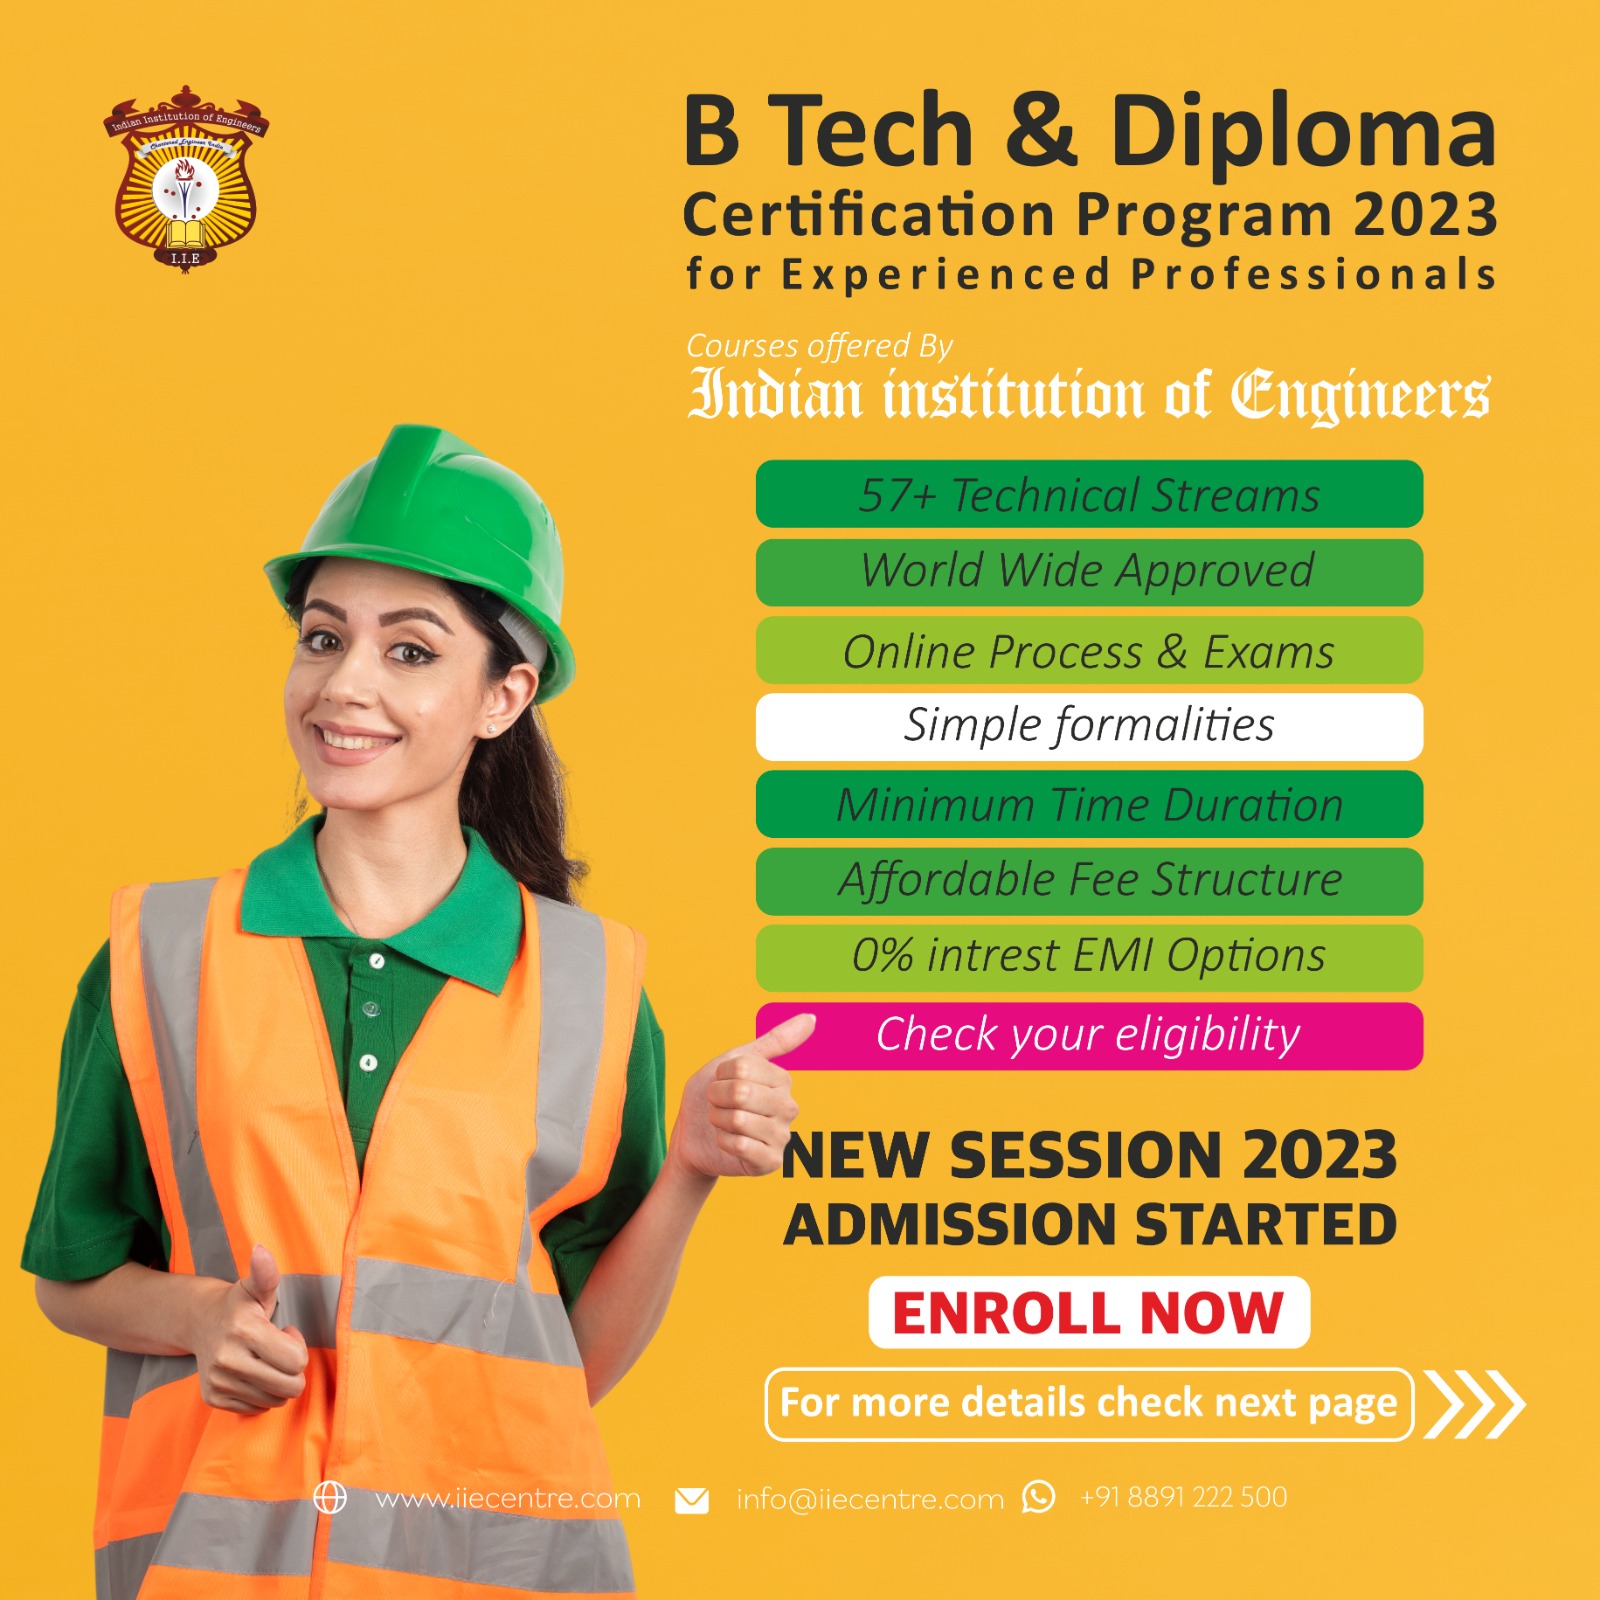 Indian Institution of Engineers
Chartered Engineer India
I.I.E
B Tech & Diploma
Certification Program 2023
for Experienced Professionals
Courses offered By
Indian institution of Engineers
57+ Technical Streams
World Wide Approved
Online Process & Exams
Simple formalities
Minimum Time Duration
Affordable Fee Structure
0% intrest EMI Options
Check your eligibility
NEW SESSION 2023
ADMISSION STARTED
ENROLL NOW
For more details check next page
www.iiecentre.com info@iiecentre.com +91 8891 222 500